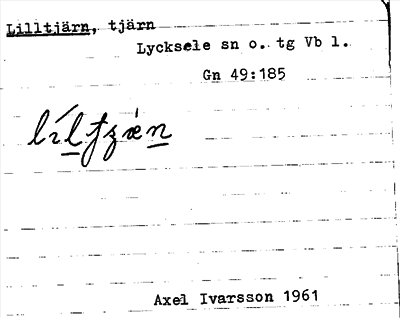 Lilltjärn, tjärn
Lycksele sn o. tg Vb l.
Gn 49:185
Axel Ivarsson 1961